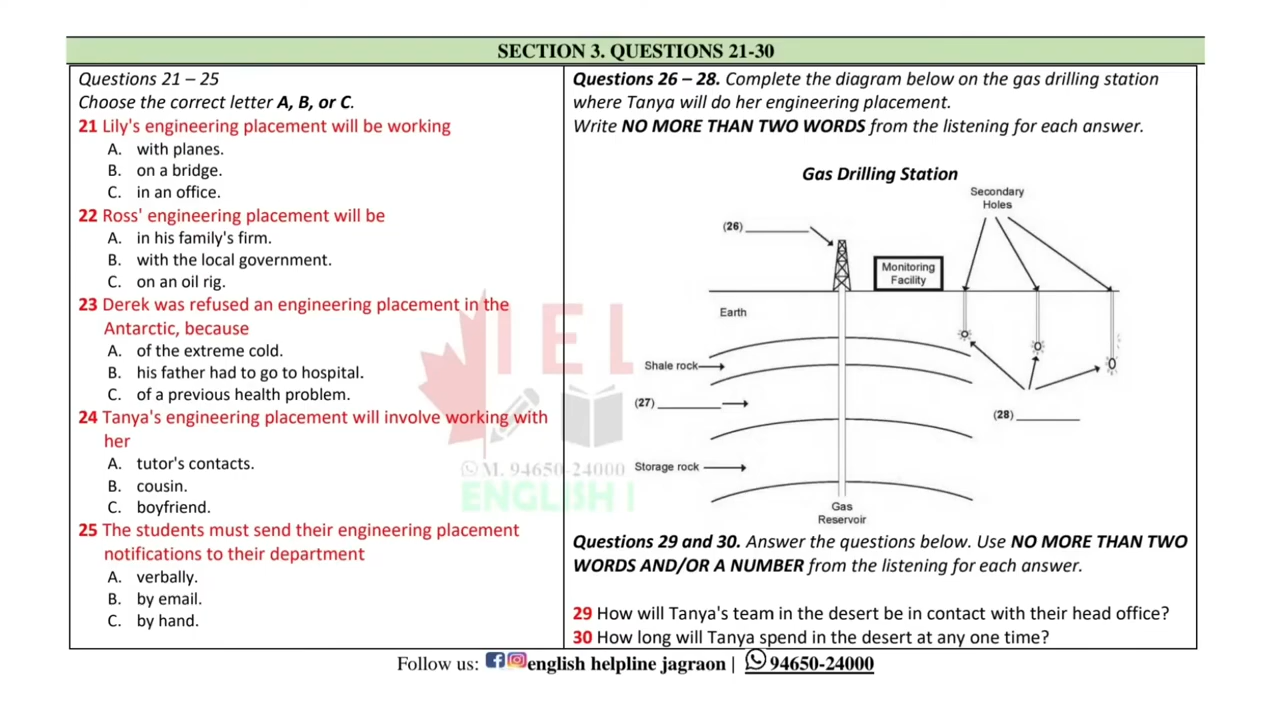 SECTION 3. QUESTIONS 21-30
Questions 21 – 25
Choose the correct letter A, B, or C.
21 Lily's engineering placement will be working
A. with planes.
B. on a bridge.
C. in an office.
22 Ross' engineering placement will be
A. in his family's firm.
B. with the local government.
C. on an oil rig.
23 Derek was refused an engineering placement in the
Antarctic, because
A. of the extreme cold.
B. his father had to go to hospital.
C. of a previous health problem.
24 Tanya's engineering placement will involve working with
her
A. tutor's contacts.
B. cousin.
C. boyfriend.
25 The students must send their engineering placement
notifications to their department
A. verbally.
B. by email.
C. by hand.
Questions 26 – 28. Complete the diagram below on the gas drilling station
where Tanya will do her engineering placement.
Write NO MORE THAN TWO WORDS from the listening for each answer.
Gas Drilling Station
Secondary
Holes
(26) __________
Monitoring
Facility
Earth
Shale rock
(27) __________
(28) __________
Storage rock
Gas
Reservoir
Questions 29 and 30. Answer the questions below. Use NO MORE THAN TWO
WORDS AND/OR A NUMBER from the listening for each answer.
29 How will Tanya's team in the desert be in contact with their head office?
30 How long will Tanya spend in the desert at any one time?
IEL
M. 94650-24000
ENGLISH
Follow us: english helpline jagraon | 94650-24000